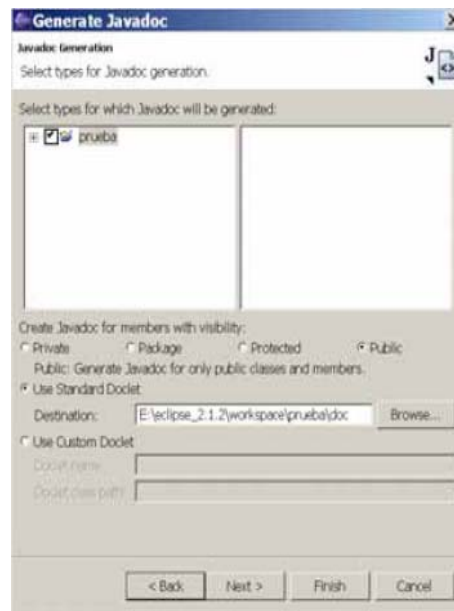 Generate Javadoc
Javadoc Generation
Select types for Javadoc generation.
Select types for which Javadoc will be generated:
prueba
Create Javadoc for members with visibility:
Private Package Protected Public
Public: Generate Javadoc for only public classes and members.
Use Standard Doclet
Destination: E:\eclipse_2.1.2\workspace\prueba\doc Browse...
Use Custom Doclet
Doclet name:
Doclet class path:
< Back Next > Finish Cancel